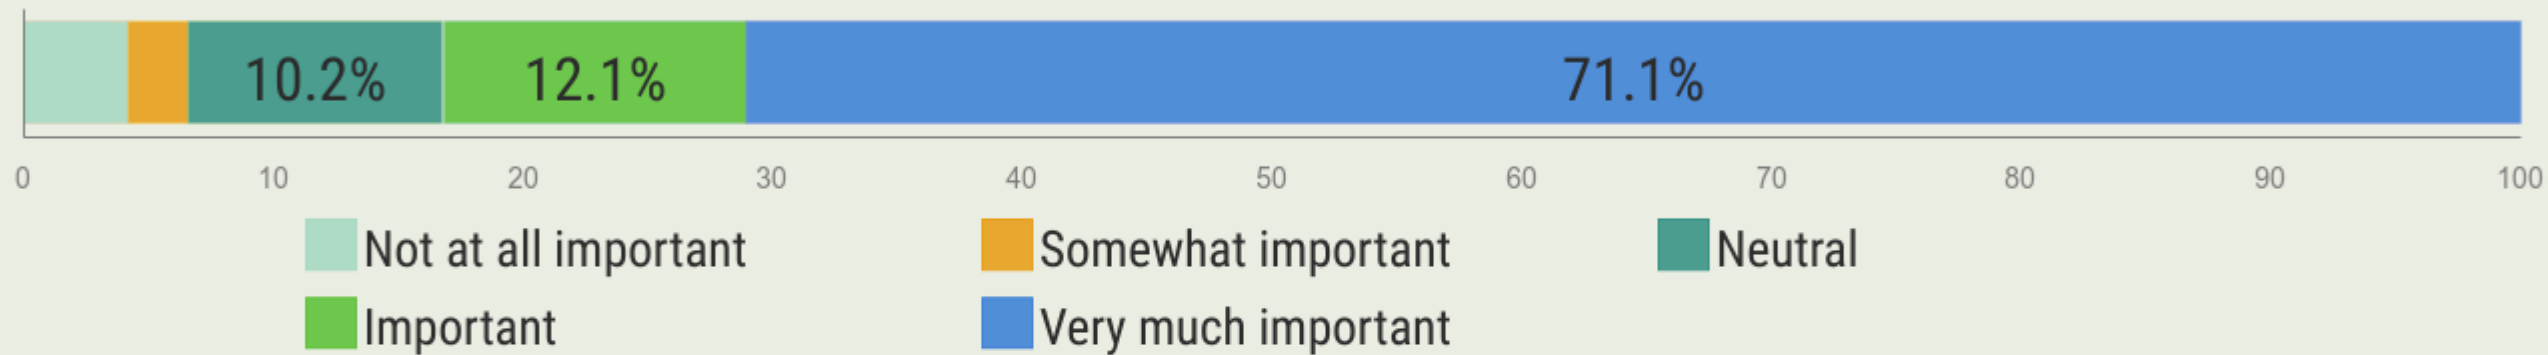 10.2% 12.1% 71.1%
0 10 20 30 40 50 60 70 80 90 100
Not at all important Somewhat important Neutral
Important Very much important